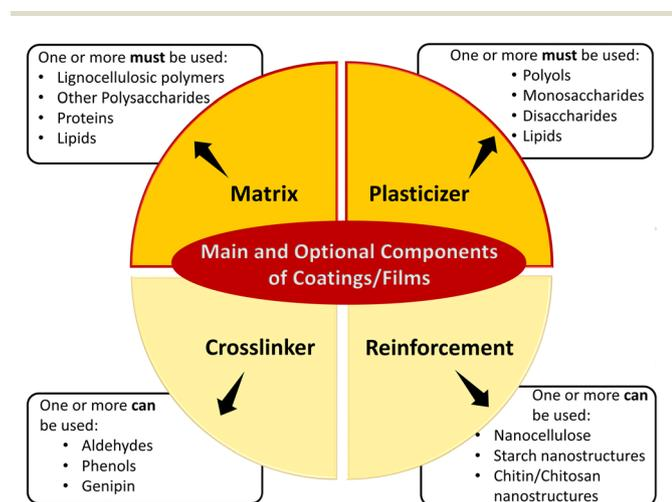 One or more must be used:
• Lignocellulosic polymers
• Other Polysaccharides
• Proteins
• Lipids
One or more must be used:
• Polyols
• Monosaccharides
• Disaccharides
• Lipids
Matrix
Plasticizer
Main and Optional Components
of Coatings/Films
Crosslinker
Reinforcement
One or more can
be used:
• Aldehydes
• Phenols
• Genipin
One or more can
be used:
• Nanocellulose
• Starch nanostructures
• Chitin/Chitosan
nanostructures